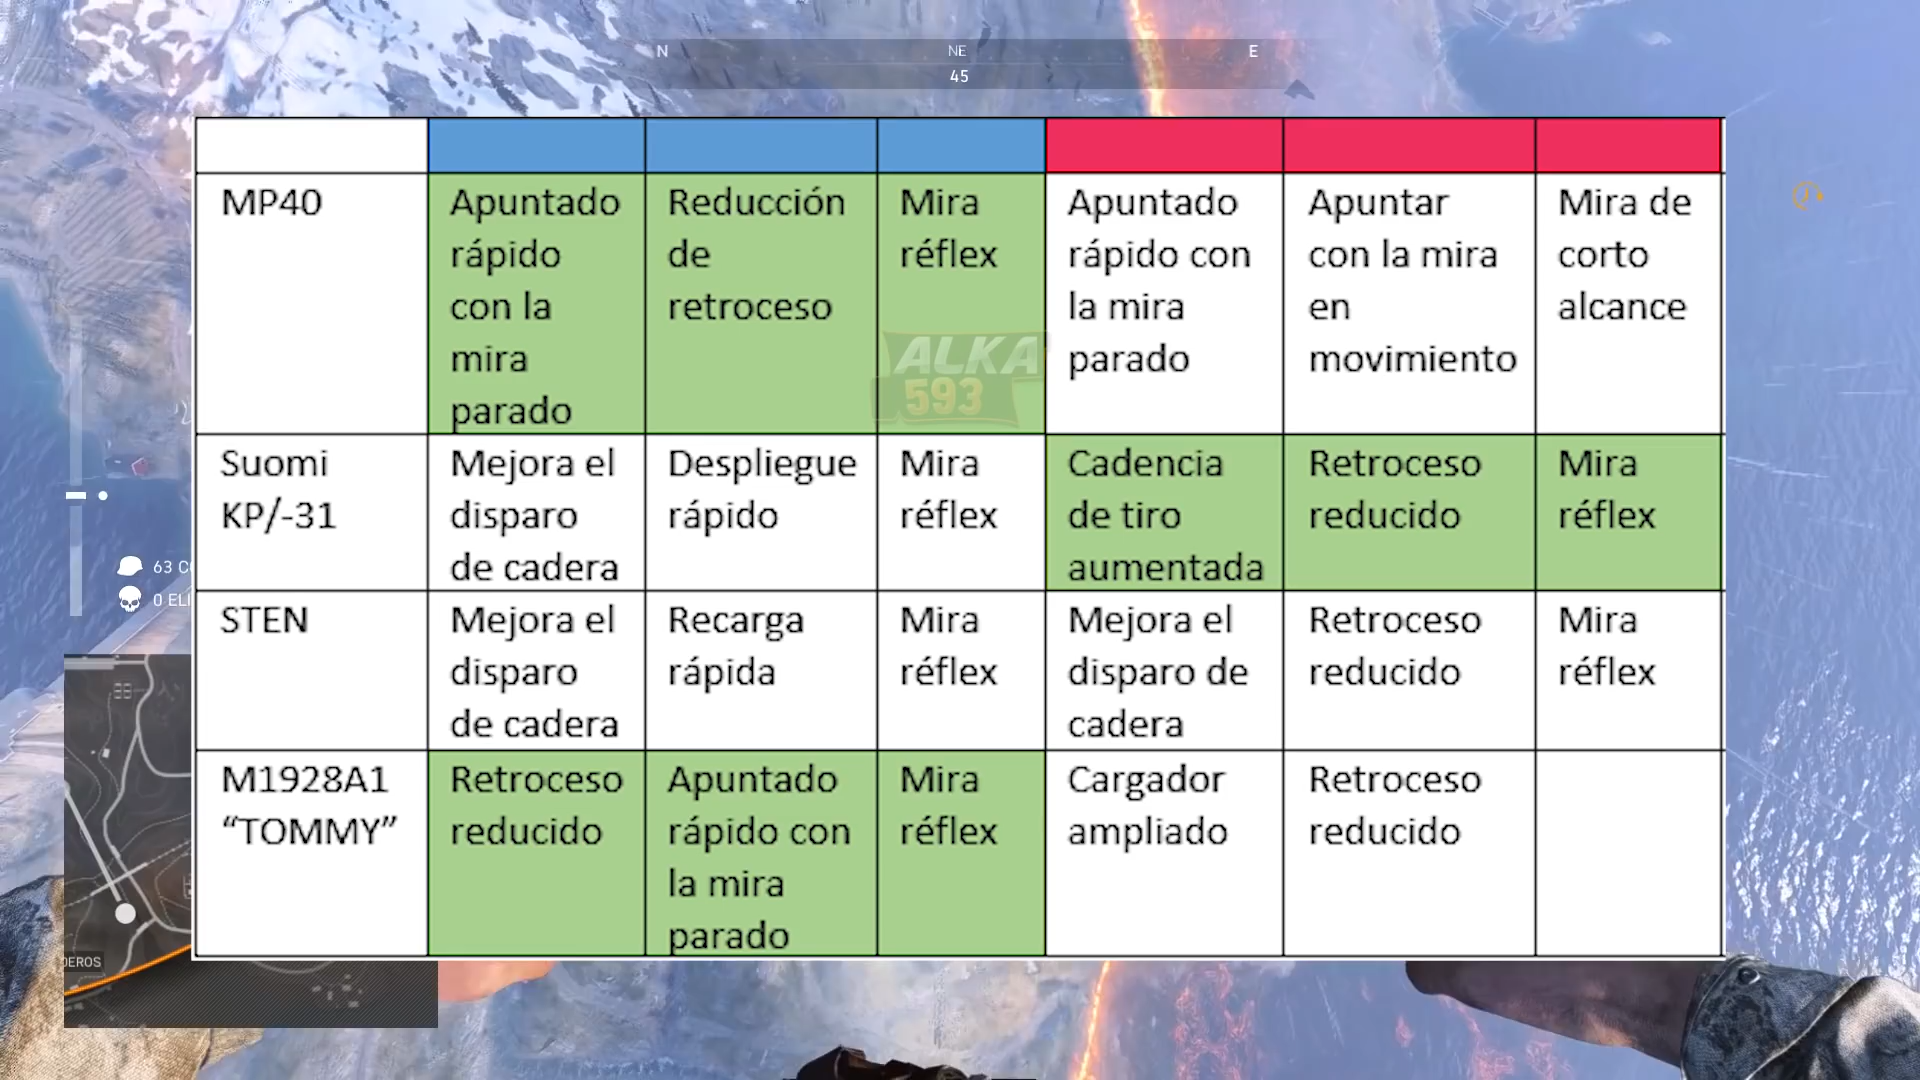 N
NE
E
45
MP40
Apuntado
rápido
con la
mira
parado
Reducción
de
retroceso
Mira
réflex
Apuntado
rápido con
la mira
parado
Apuntar
con la mira
en
movimiento
Mira de
corto
alcance
ALKA
593
Suomi
KP/-31
Mejora el
disparo
de cadera
Despliegue
rápido
Mira
réflex
Cadencia
de tiro
aumentada
Retroceso
reducido
Mira
réflex
63 C
0 ELI
STEN
Mejora el
disparo
de cadera
Recarga
rápida
Mira
réflex
Mejora el
disparo de
cadera
Retroceso
reducido
Mira
réflex
M1928A1
“TOMMY”
Retroceso
reducido
Apuntado
rápido con
la mira
parado
Mira
réflex
Cargador
ampliado
Retroceso
reducido
DEROS